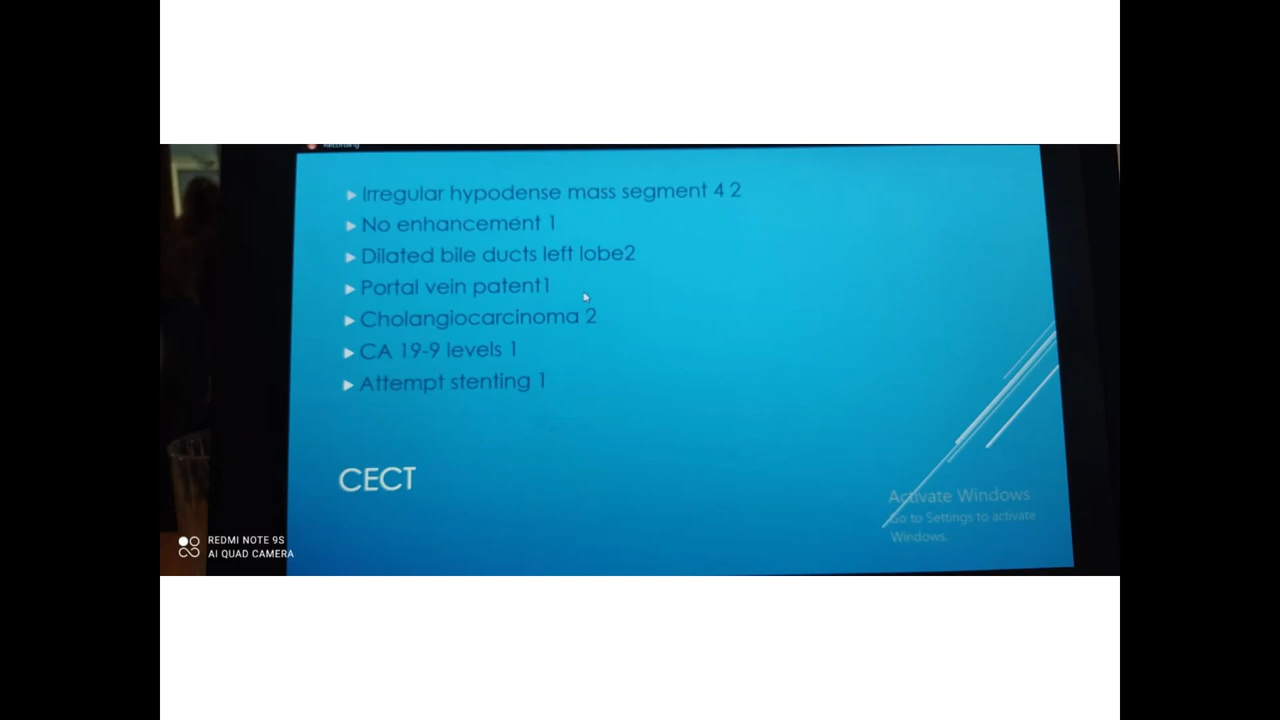 Recording
Irregular hypodense mass segment 4 2
No enhancement 1
Dilated bile ducts left lobe2
Portal vein patent1
Cholangiocarcinoma 2
CA 19-9 levels 1
Attempt stenting 1
CECT
Activate Windows
Go to Settings to activate
Windows.
REDMI NOTE 9S
AI QUAD CAMERA